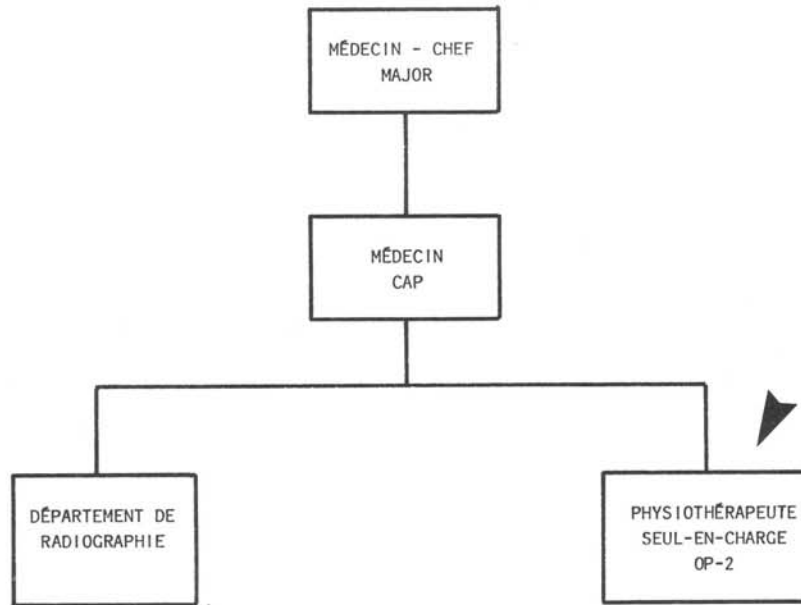 MÉDECIN - CHEF
MAJOR
MÉDECIN
CAP
DÉPARTEMENT DE
RADIOGRAPHIE
PHYSIOTHÉRAPEUTE
SEUL-EN-CHARGE
OP-2